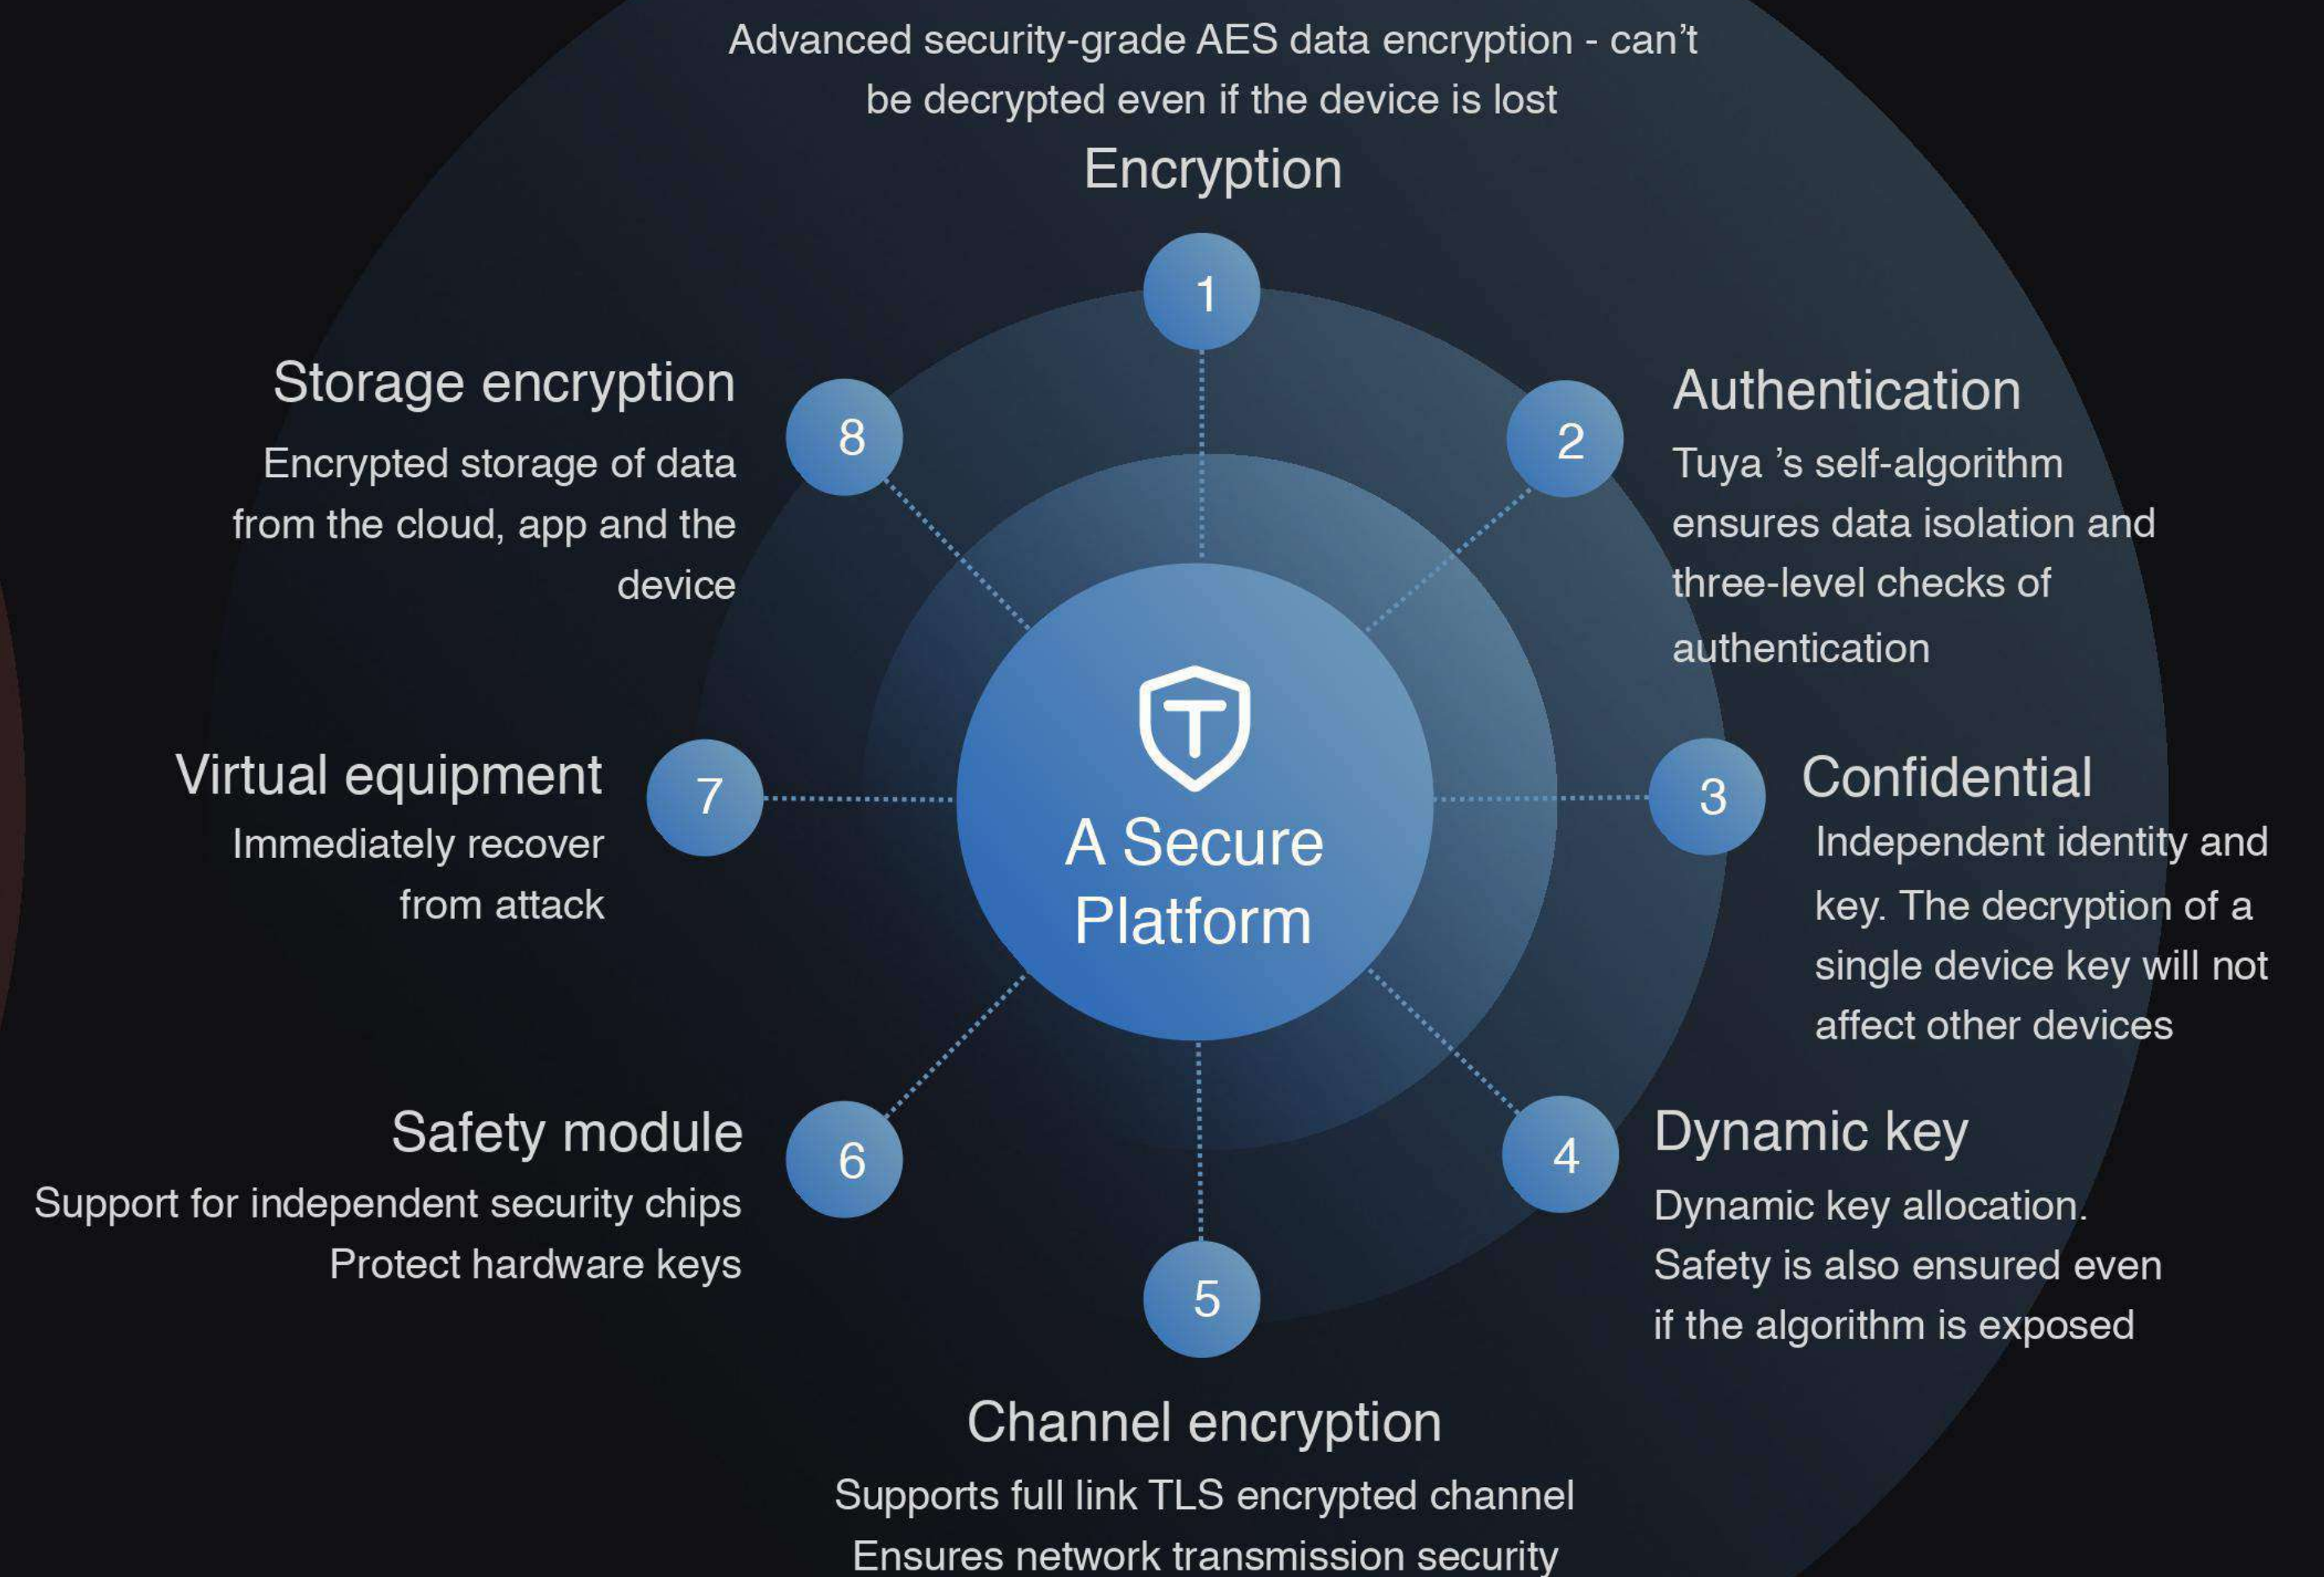 Advanced security-grade AES data encryption - can't
be decrypted even if the device is lost
Encryption
1
Authentication
Tuya 's self-algorithm
ensures data isolation and
three-level checks of
authentication
2
Confidential
Independent identity and
key. The decryption of a
single device key will not
affect other devices
3
Dynamic key
Dynamic key allocation.
Safety is also ensured even
if the algorithm is exposed
4
5
Channel encryption
Supports full link TLS encrypted channel
Ensures network transmission security
Safety module
Support for independent security chips
Protect hardware keys
6
Virtual equipment
Immediately recover
from attack
7
Storage encryption
Encrypted storage of data
from the cloud, app and the
device
8
T
A Secure
Platform